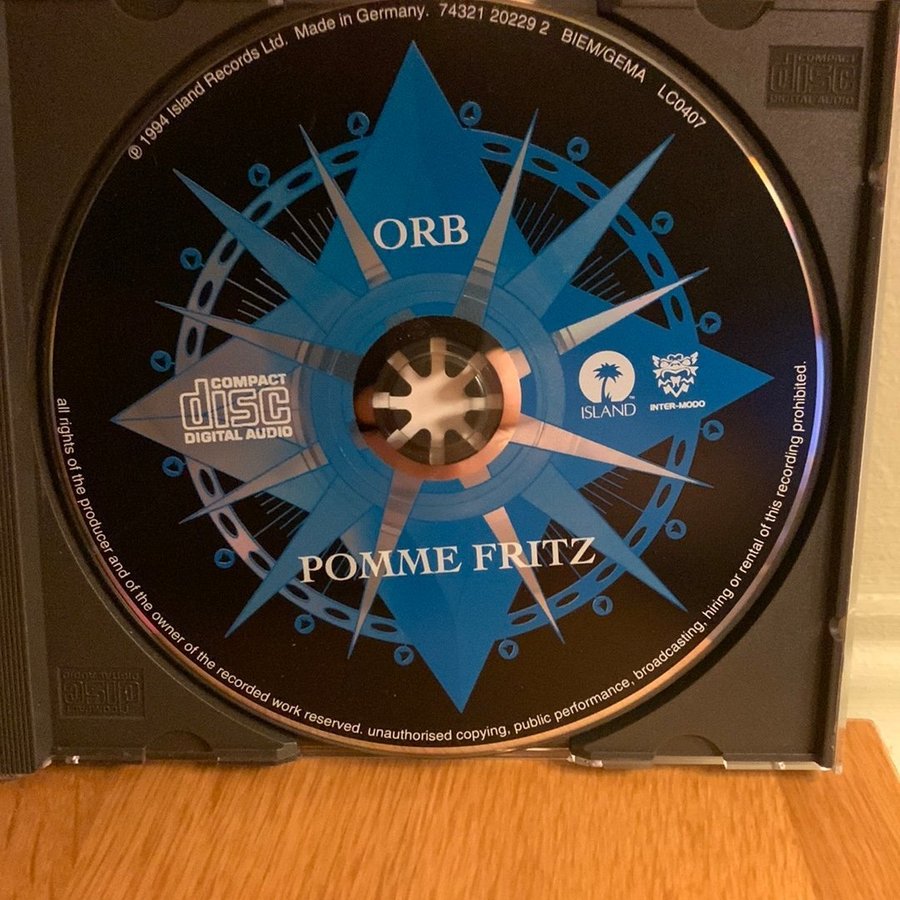 ℗ 1994 Island Records Ltd. Made in Germany. 74321 20229 2 BIEM/GEMA LC0407
COMPACT
disc
DIGITAL AUDIO
ORB
COMPACT
disc
DIGITAL AUDIO
ISLAND™
INTER-MODO
POMME FRITZ
all rights of the producer and of the owner of the recorded work reserved. unauthorised copying, public performance, broadcasting, hiring or rental of this recording prohibited.